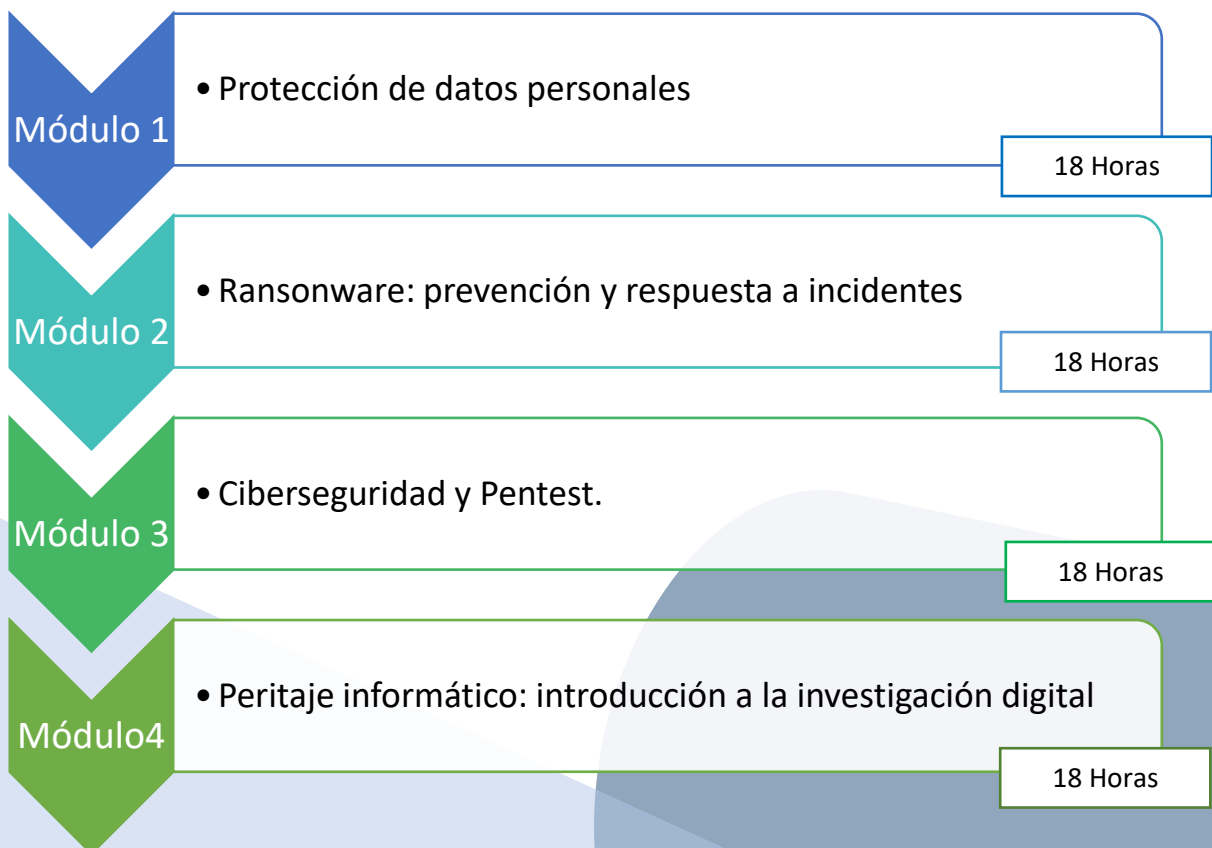 Módulo 1
• Protección de datos personales
18 Horas
Módulo 2
• Ransonware: prevención y respuesta a incidentes
18 Horas
Módulo 3
• Ciberseguridad y Pentest.
18 Horas
Módulo4
• Peritaje informático: introducción a la investigación digital
18 Horas